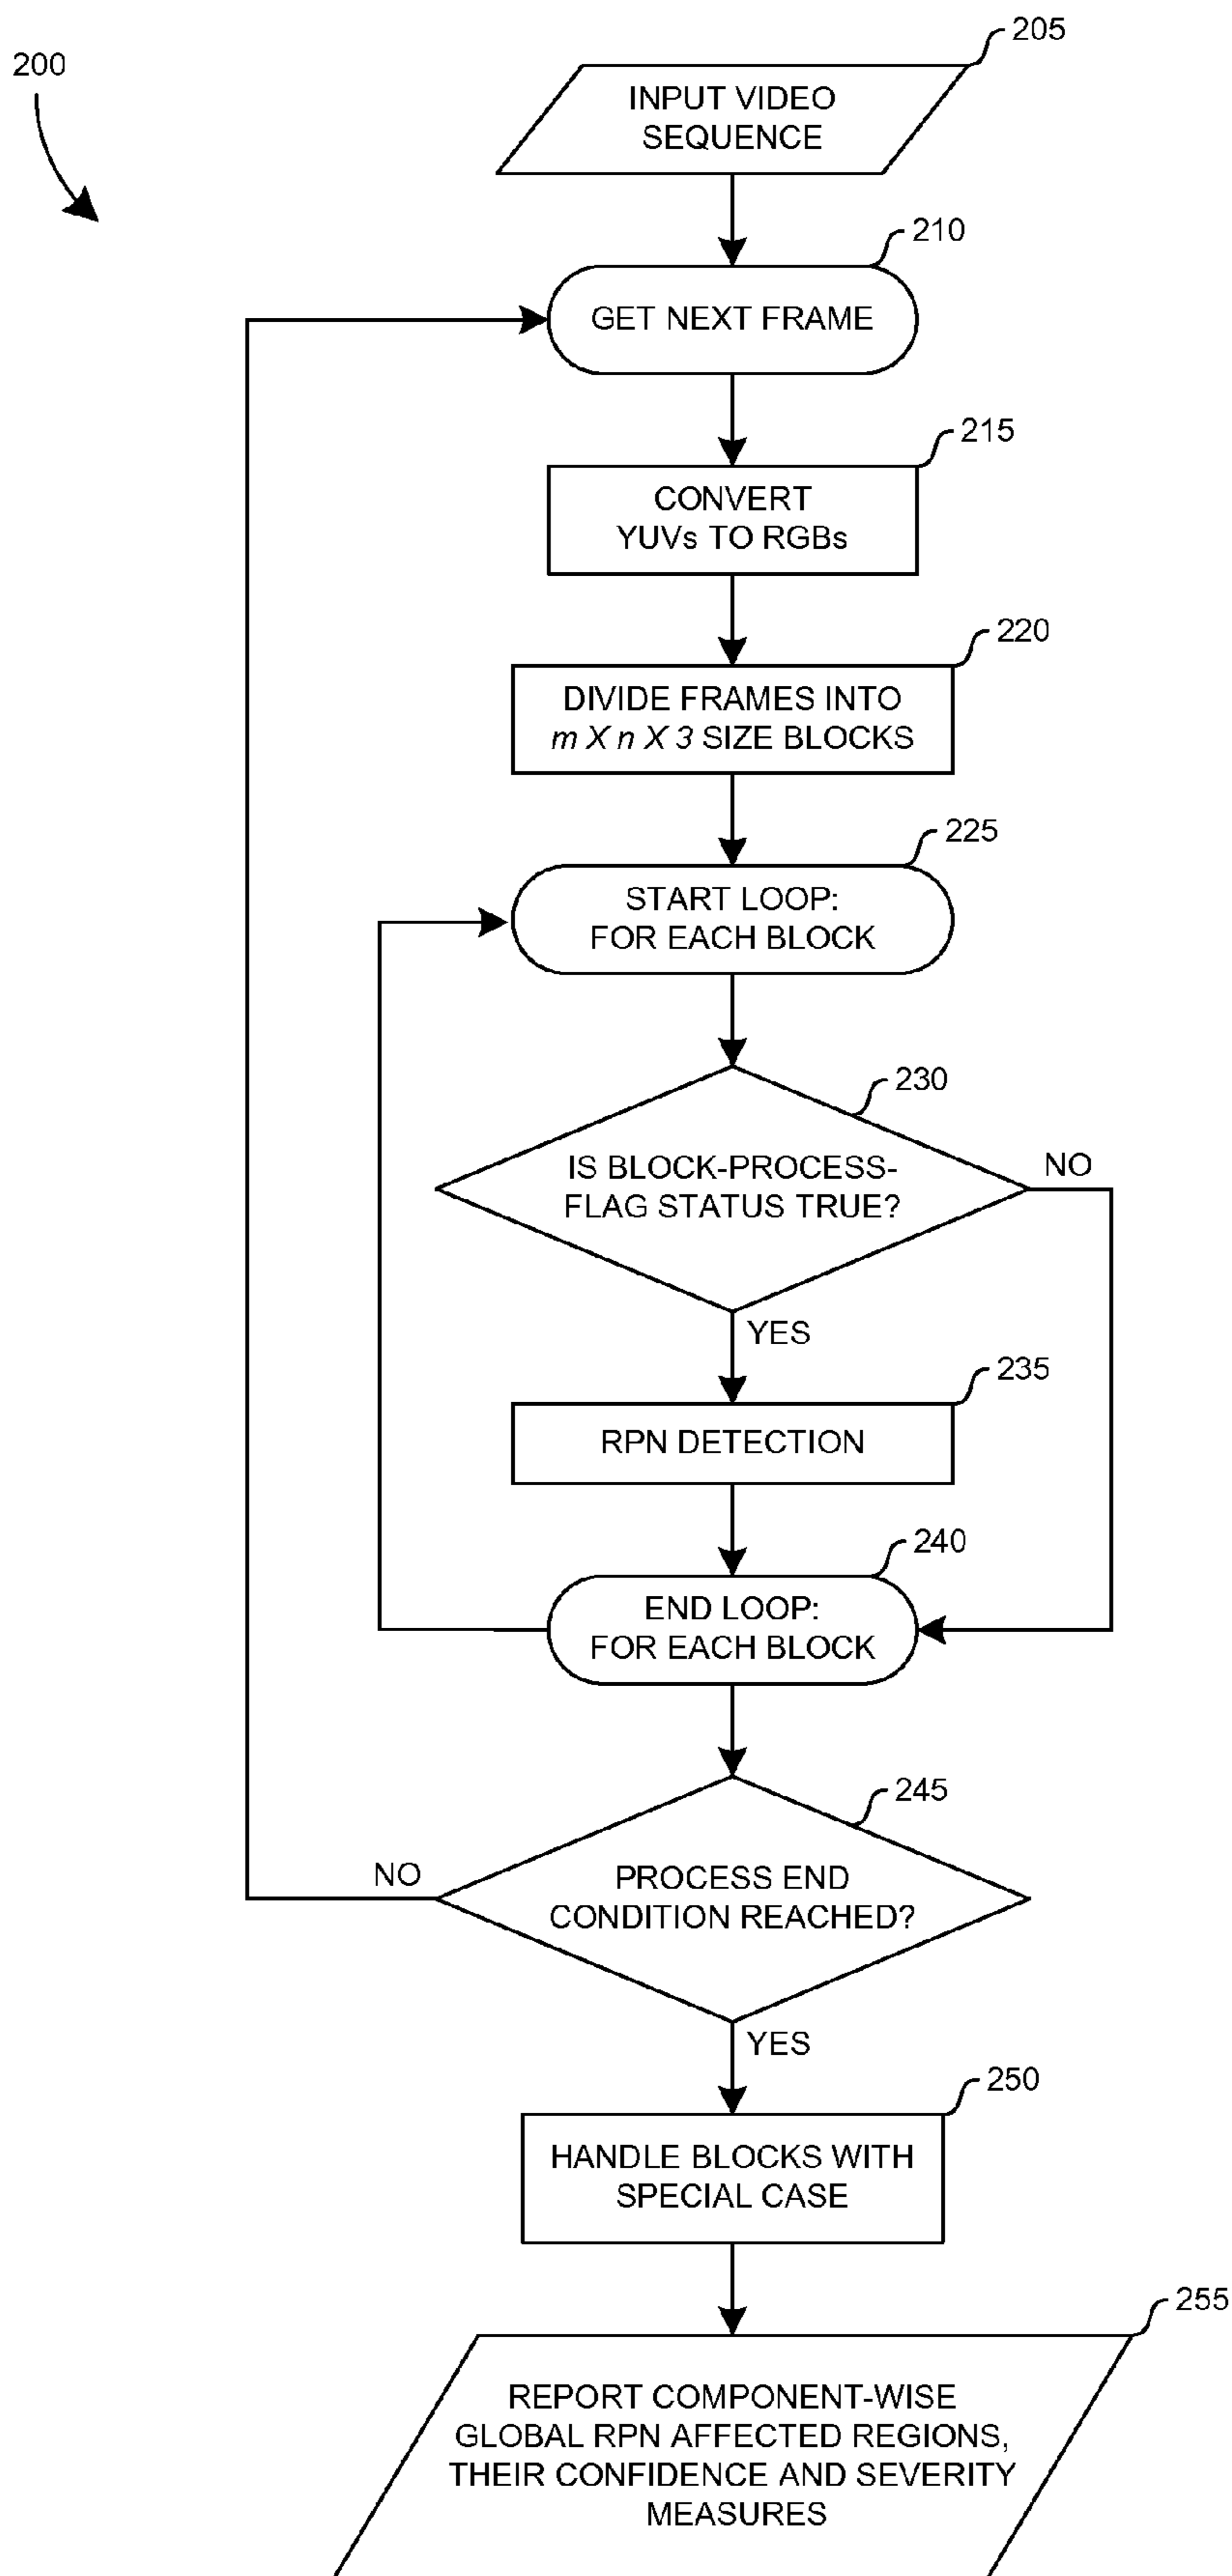 200
205
INPUT VIDEO
SEQUENCE
210
GET NEXT FRAME
215
CONVERT
YUVs TO RGBs
220
DIVIDE FRAMES INTO
m X n X 3 SIZE BLOCKS
225
START LOOP:
FOR EACH BLOCK
230
IS BLOCK-PROCESS-
FLAG STATUS TRUE?
NO
YES
235
RPN DETECTION
240
END LOOP:
FOR EACH BLOCK
245
PROCESS END
CONDITION REACHED?
NO
YES
250
HANDLE BLOCKS WITH
SPECIAL CASE
255
REPORT COMPONENT-WISE
GLOBAL RPN AFFECTED REGIONS,
THEIR CONFIDENCE AND SEVERITY
MEASURES